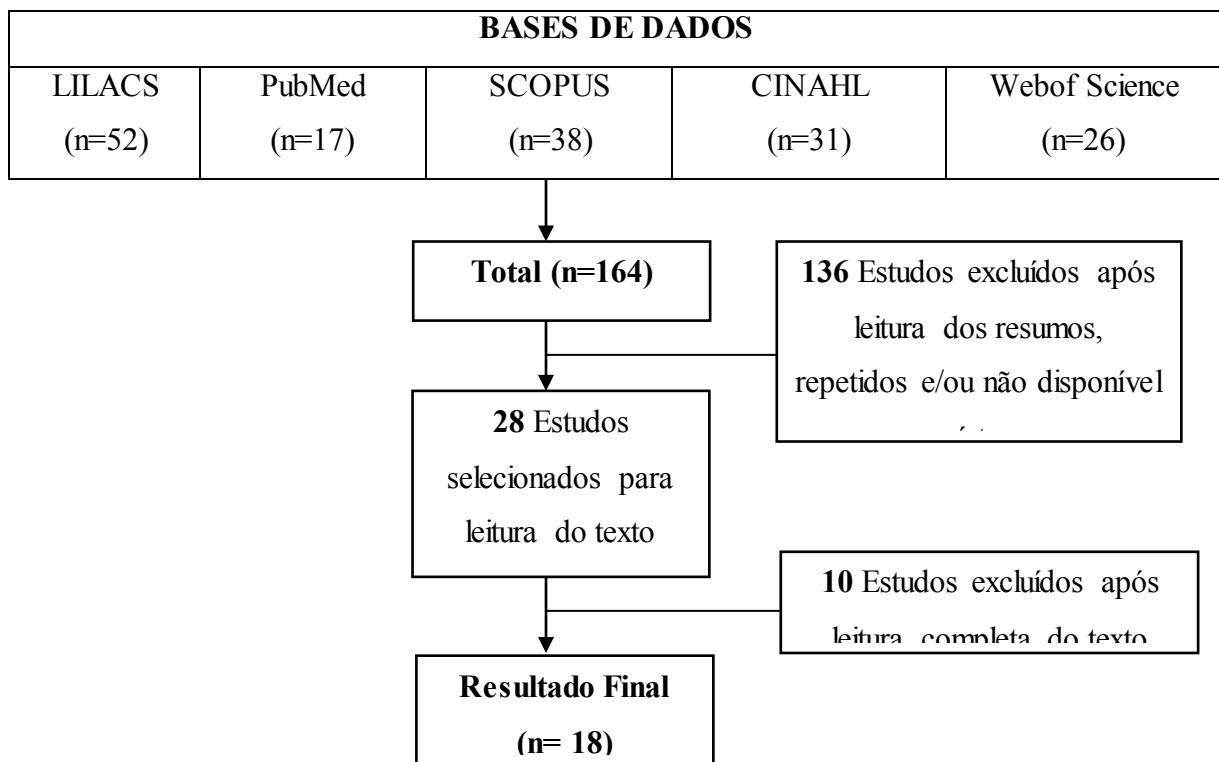 BASES DE DADOS
LILACS
(n=52)
PubMed
(n=17)
SCOPUS
(n=38)
CINAHL
(n=31)
Webof Science
(n=26)
Total (n=164)
136 Estudos excluídos após
leitura dos resumos,
repetidos e/ou não disponível
28 Estudos
selecionados para
leitura do texto
10 Estudos excluídos após
leitura completa do texto
Resultado Final
(n= 18)